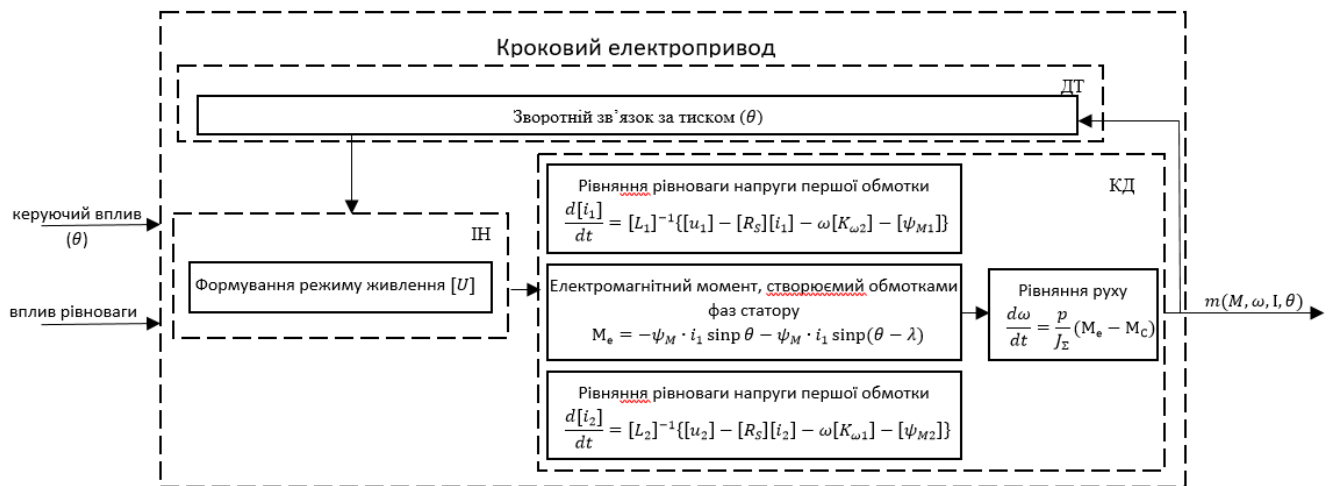 Кроковий електропривод
ДТ
Зворотній зв’язок за тиском (θ)
керуючий вплив
(θ)
вплив рівноваги
ІН
Формування режиму живлення [U]
КД
Рівняння рівноваги напруги першої обмотки
d[i₁]/dt = [L₁]⁻¹{[u₁] − [R_S][i₁] − ω[K_ω2] − [ψ_M1]}
Електромагнітний момент, створюємий обмотками
фаз статору
M_e = −ψ_M · i₁ sinp θ − ψ_M · i₁ sinp(θ − λ)
Рівняння рівноваги напруги першої обмотки
d[i₂]/dt = [L₂]⁻¹{[u₂] − [R_S][i₂] − ω[K_ω1] − [ψ_M2]}
Рівняння руху
dω/dt = p/J_Σ (M_e − M_C)
m(M, ω, I, θ)